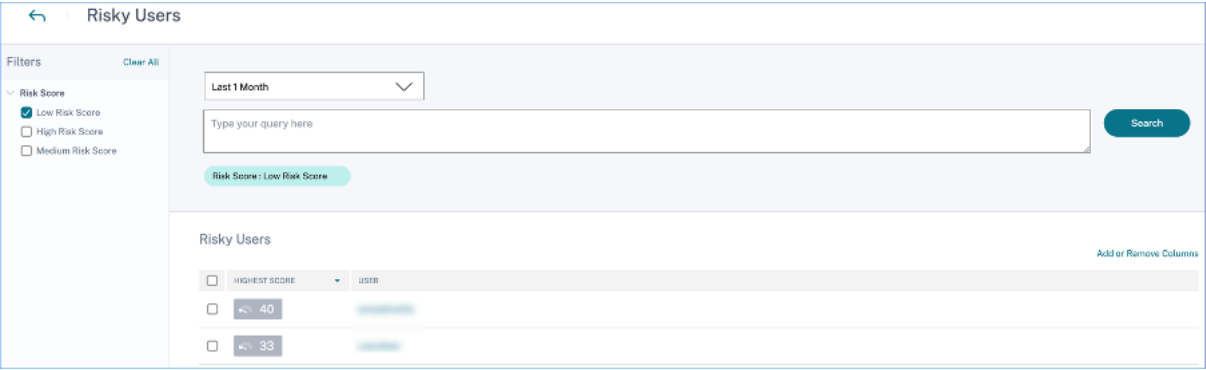 Risky Users
Filters
Clear All
Risk Score
Low Risk Score
High Risk Score
Medium Risk Score
Last 1 Month
Type your query here
Search
Risk Score : Low Risk Score
Risky Users
Add or Remove Columns
HIGHEST SCORE
USER
40
33